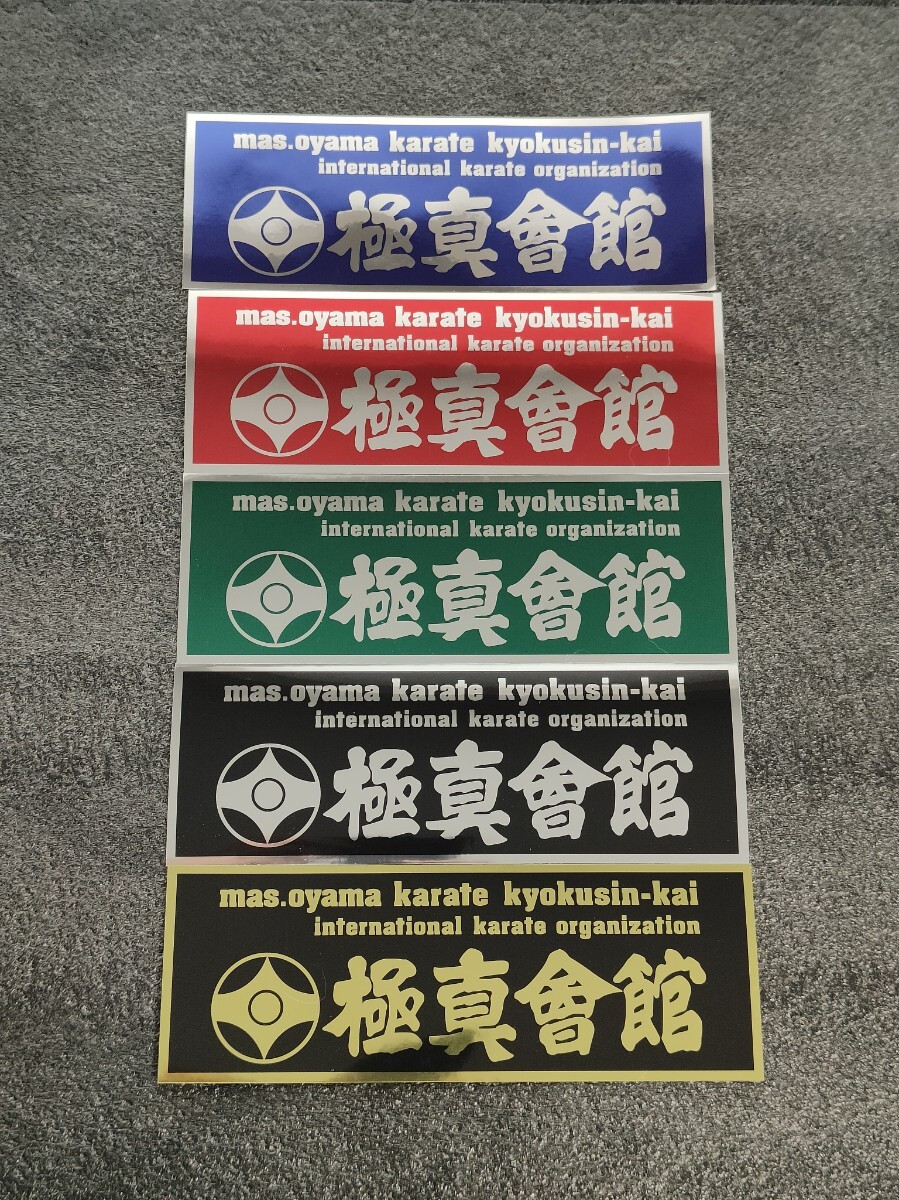 mas.oyama karate kyokusin-kai
international karate organization
極真會館
mas.oyama karate kyokusin-kai
international karate organization
極真會館
mas.oyama karate kyokusin-kai
international karate organization
極真會館
mas.oyama karate kyokusin-kai
international karate organization
極真會館
mas.oyama karate kyokusin-kai
international karate organization
極真會館